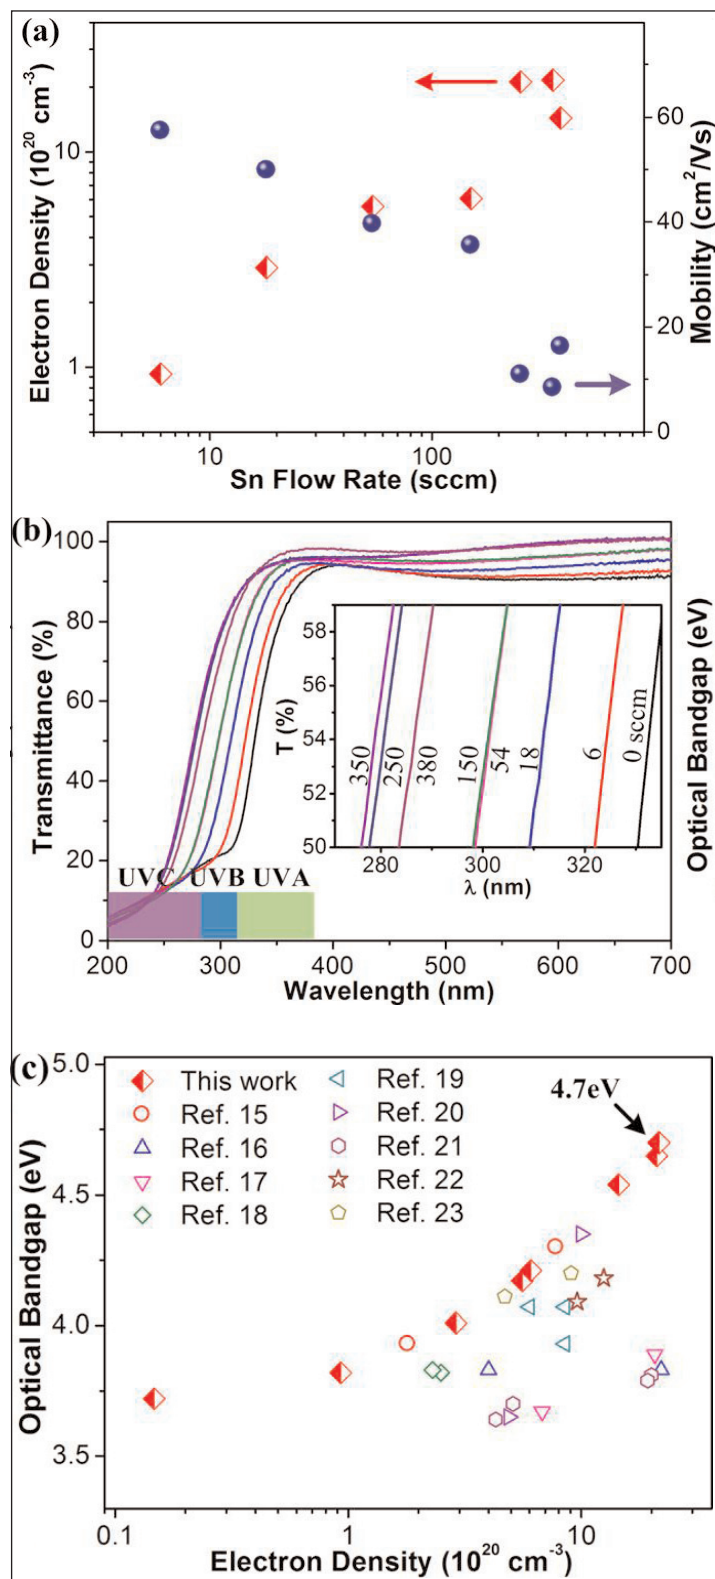 (a)
Electron Density (10²⁰ cm⁻³)
10
1
60
40
20
0
Mobility (cm²/Vs)
10
100
Sn Flow Rate (sccm)
(b)
Transmittance (%)
100
80
60
40
20
0
UVC UVB UVA
200 300 400 500 600 700
Wavelength (nm)
Optical Bandgap (eV)
T (%)
58
56
54
52
50
350 250 380 150 54 18 6 0 sccm
280 300 320
λ (nm)
(c)
Optical Bandgap (eV)
5.0
4.5
4.0
3.5
This work
Ref. 15
Ref. 16
Ref. 17
Ref. 18
Ref. 19
Ref. 20
Ref. 21
Ref. 22
Ref. 23
4.7eV
0.1 1 10
Electron Density (10²⁰ cm⁻³)